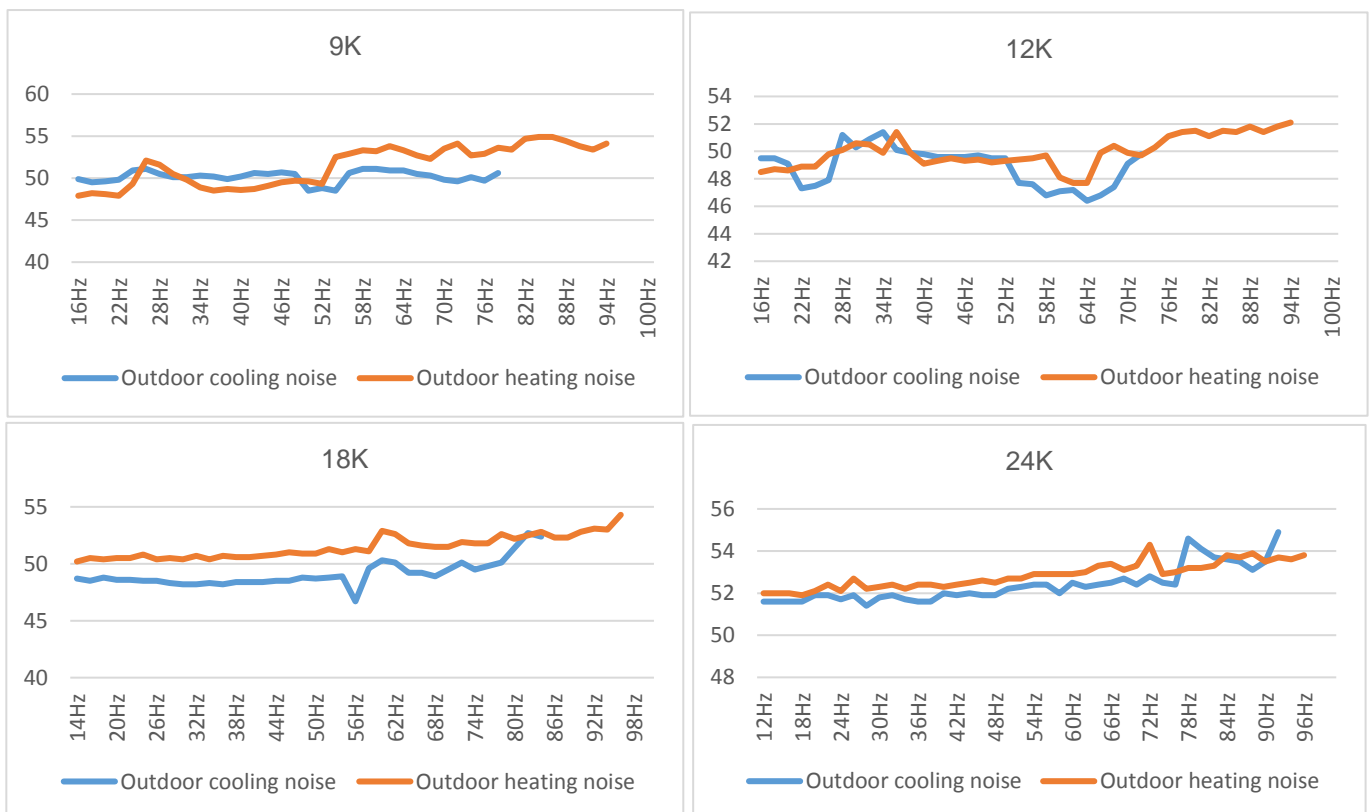 9K
60
55
50
45
40
16Hz 22Hz 28Hz 34Hz 40Hz 46Hz 52Hz 58Hz 64Hz 70Hz 76Hz 82Hz 88Hz 94Hz 100Hz
Outdoor cooling noise Outdoor heating noise
12K
54
52
50
48
46
44
42
16Hz 22Hz 28Hz 34Hz 40Hz 46Hz 52Hz 58Hz 64Hz 70Hz 76Hz 82Hz 88Hz 94Hz 100Hz
Outdoor cooling noise Outdoor heating noise
18K
55
50
45
40
14Hz 20Hz 26Hz 32Hz 38Hz 44Hz 50Hz 56Hz 62Hz 68Hz 74Hz 80Hz 86Hz 92Hz 98Hz
Outdoor cooling noise Outdoor heating noise
24K
56
54
52
50
48
12Hz 18Hz 24Hz 30Hz 36Hz 42Hz 48Hz 54Hz 60Hz 66Hz 72Hz 78Hz 84Hz 90Hz 96Hz
Outdoor cooling noise Outdoor heating noise